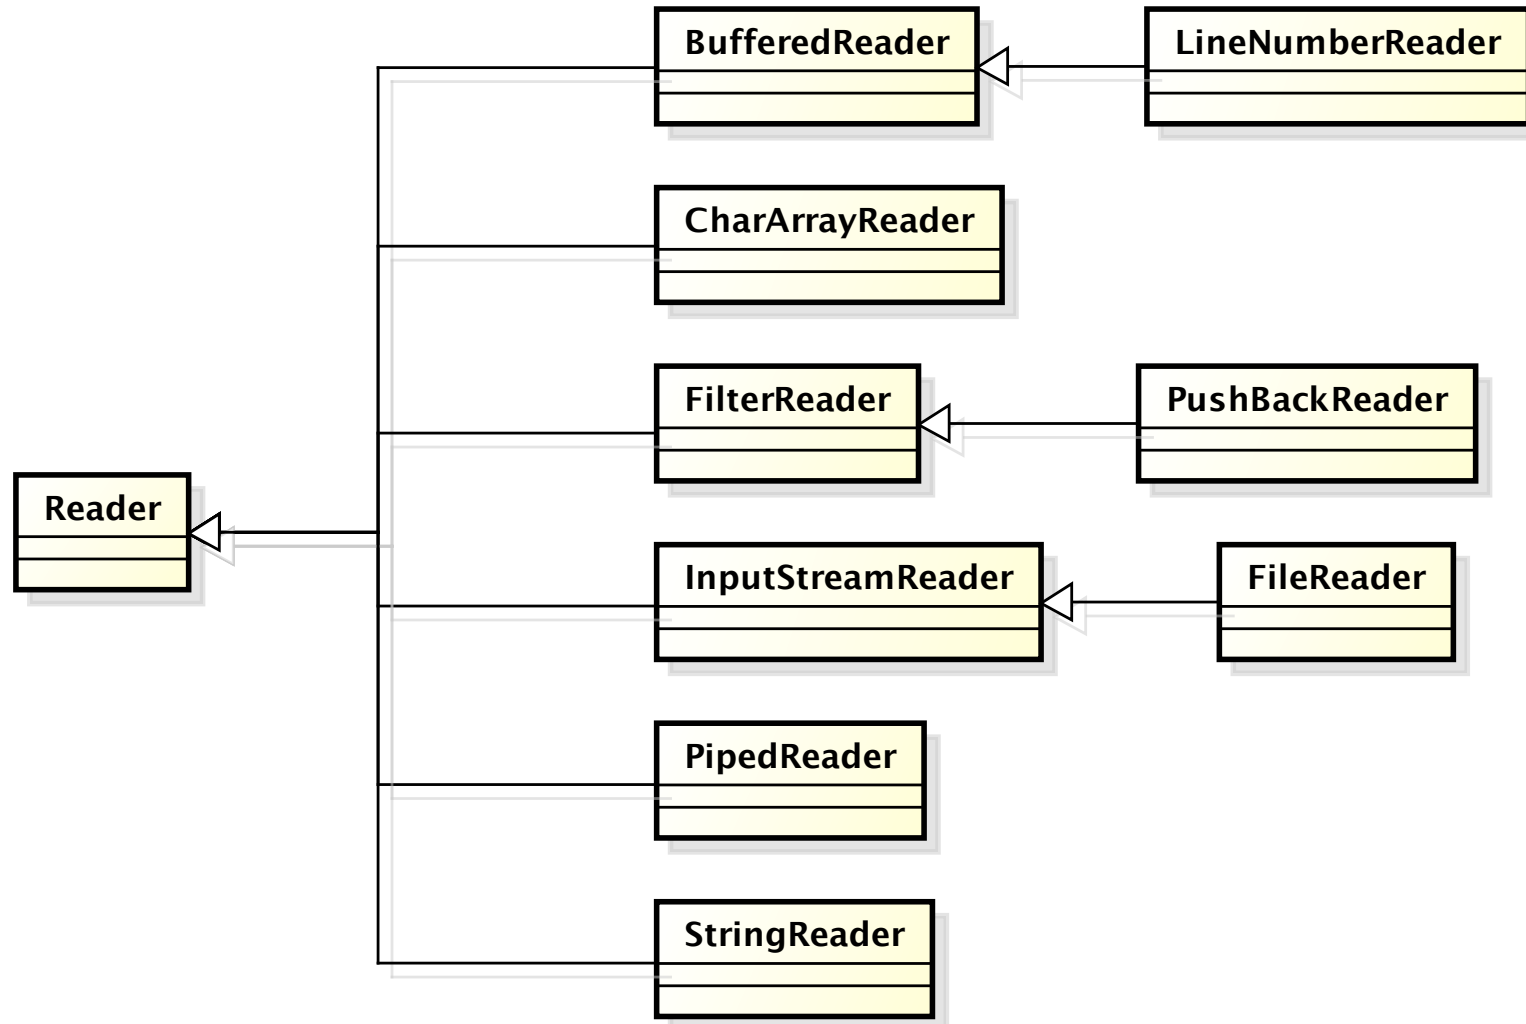 BufferedReader
LineNumberReader
CharArrayReader
FilterReader
PushBackReader
Reader
InputStreamReader
FileReader
PipedReader
StringReader